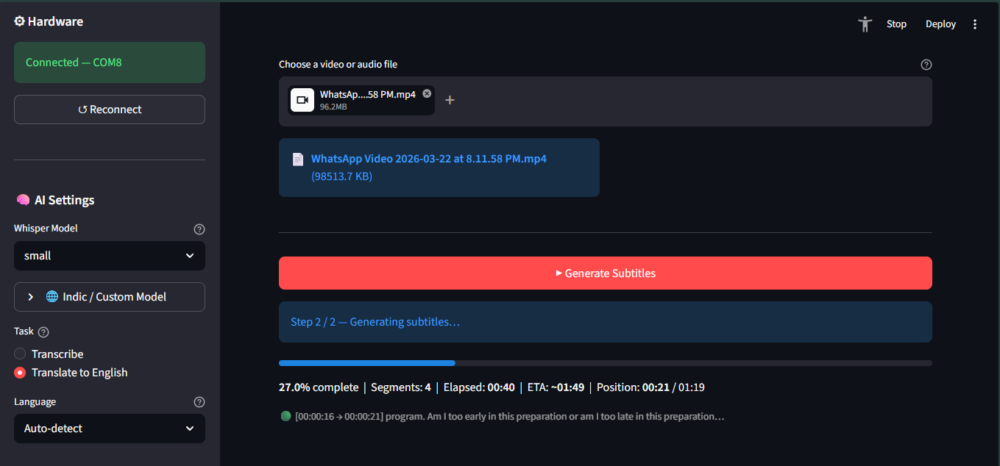 Hardware
Connected — COM8
↺ Reconnect
AI Settings
Whisper Model
small
Indic / Custom Model
Task
Transcribe
Translate to English
Language
Auto-detect
Stop
Deploy
Choose a video or audio file
WhatsAp....58 PM.mp4
96.2MB
WhatsApp Video 2026-03-22 at 8.11.58 PM.mp4
(98513.7 KB)
Generate Subtitles
Step 2 / 2 — Generating subtitles…
27.0% complete | Segments: 4 | Elapsed: 00:40 | ETA: ~01:49 | Position: 00:21 / 01:19
[00:00:16 → 00:00:21] program. Am I too early in this preparation or am I too late in this preparation…